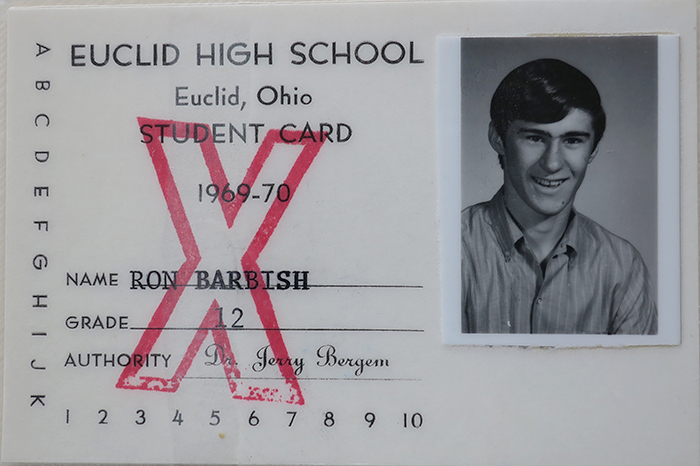 EUCLID HIGH SCHOOL
Euclid, Ohio
STUDENT CARD
1969-70
NAME RON BARBISH
GRADE 12
AUTHORITY Dr. Jerry Bergem
A B C D E F G H I J K
1 2 3 4 5 6 7 8 9 10
X